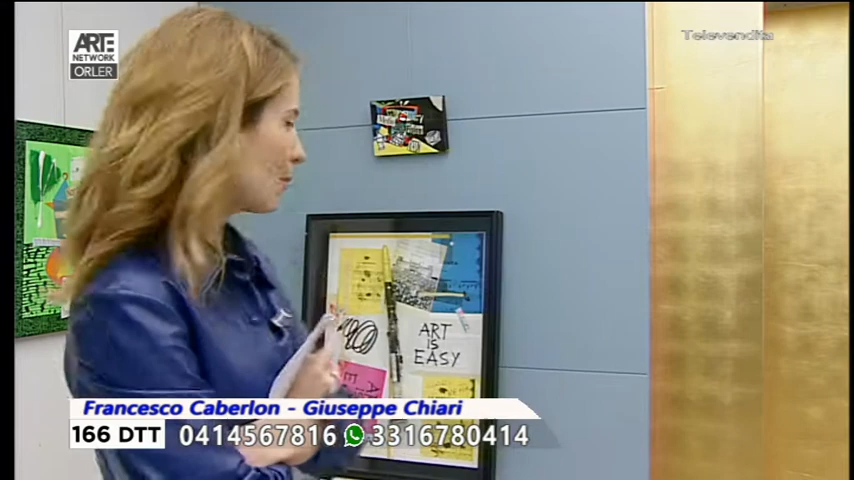 ARTE
NETWORK
ORLER
Televendita
ART
IS
EASY
Francesco Caberlon - Giuseppe Chiari
166 DTT
0414567816 3316780414